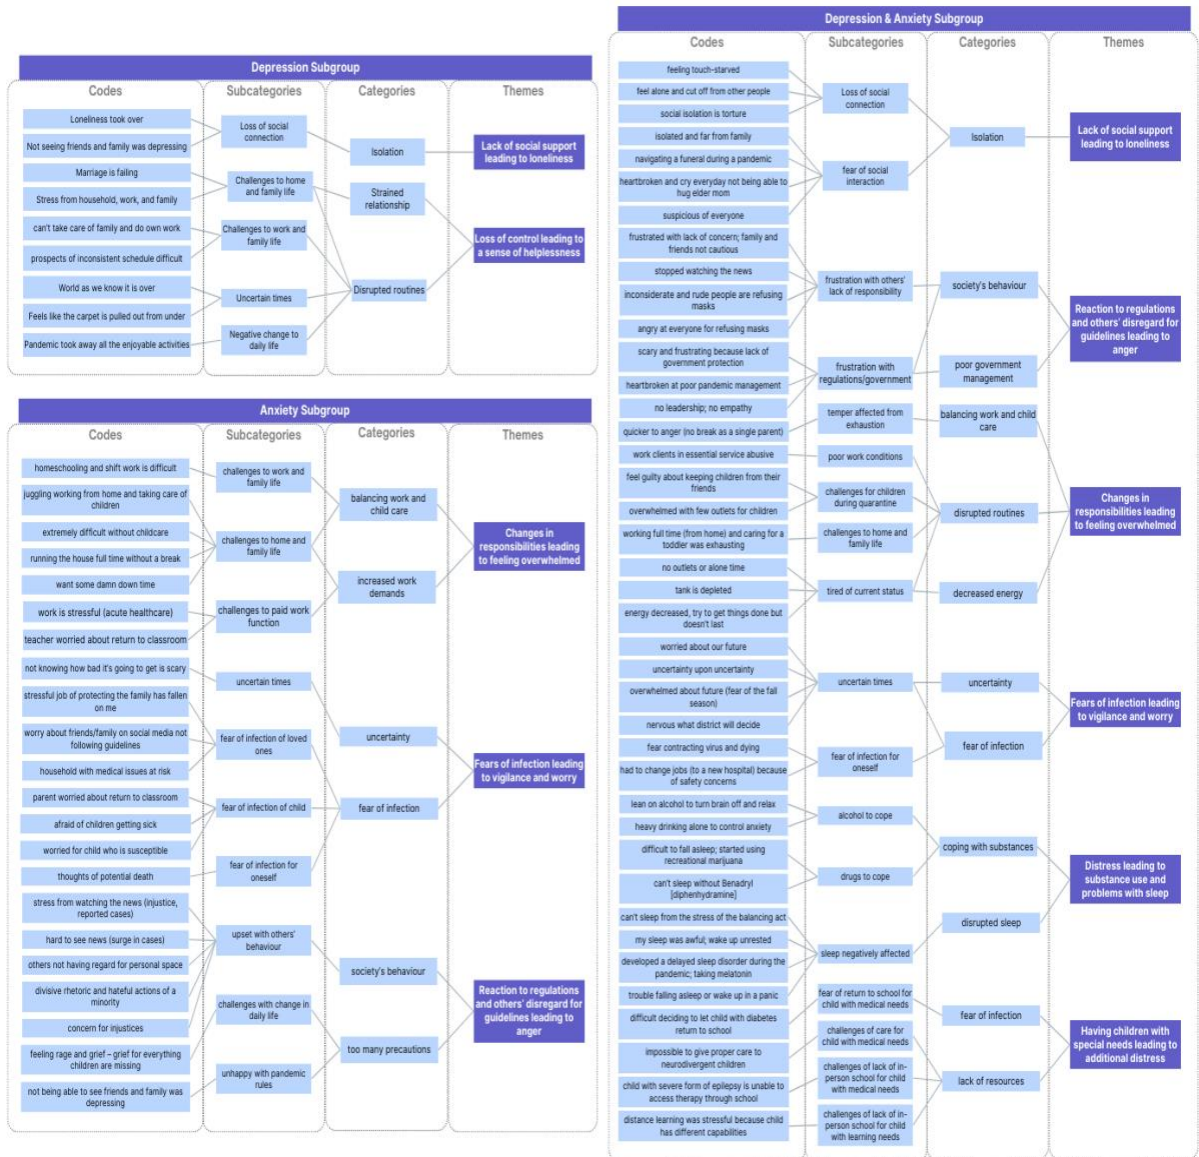 Depression Subgroup
Codes
Subcategories
Categories
Themes
Loneliness took over
Not seeing friends and family was depressing
Marriage is failing
Stress from household, work, and family
can't take care of family and do own work
prospects of inconsistent schedule difficult
World as we know it is over
Feels like the carpet is pulled out from under
Pandemic took away all the enjoyable activities
Loss of social
connection
Challenges to home
and family life
Challenges to work and
family life
Uncertain times
Negative change to
daily life
Isolation
Strained
relationship
Disrupted routines
Lack of social support
leading to loneliness
Loss of control leading to
a sense of helplessness
Anxiety Subgroup
Codes
Subcategories
Categories
Themes
homeschooling and shift work is difficult
juggling working from home and taking care of
children
extremely difficult without childcare
running the house full time without a break
want some damn down time
work is stressful (acute healthcare)
teacher worried about return to classroom
not knowing how bad it's going to get is scary
stressful job of protecting the family has fallen
on me
worry about friends/family on social media not
following guidelines
household with medical issues at risk
parent worried about return to classroom
afraid of children getting sick
worried for child who is susceptible
thoughts of potential death
stress from watching the news (injustice,
reported cases)
hard to see news (surge in cases)
others not having regard for personal space
divisive rhetoric and hateful actions of a
minority
concern for injustices
feeling rage and grief – grief for everything
children are missing
not being able to see friends and family was
depressing
challenges to work and
family life
challenges to home and
family life
challenges to paid work
function
uncertain times
fear of infection of loved
ones
fear of infection of child
fear of infection for
oneself
upset with others'
behaviour
challenges with change in
daily life
unhappy with pandemic
rules
balancing work and
child care
increased work
demands
uncertainty
fear of infection
society's behaviour
too many precautions
Changes in
responsibilities leading
to feeling overwhelmed
Fears of infection leading
to vigilance and worry
Reaction to regulations
and others' disregard for
guidelines leading to
anger
Depression & Anxiety Subgroup
Codes
Subcategories
Categories
Themes
feeling touch-starved
feel alone and cut off from other people
social isolation is torture
isolated and far from family
navigating a funeral during a pandemic
heartbroken and cry everyday not being able to
hug elder mom
suspicious of everyone
frustrated with lack of concern; family and
friends not cautious
stopped watching the news
inconsiderate and rude people are refusing
masks
angry at everyone for refusing masks
scary and frustrating because lack of
government protection
heartbroken at poor pandemic management
no leadership; no empathy
quicker to anger (no break as a single parent)
work clients in essential service abusive
feel guilty about keeping children from their
friends
overwhelmed with few outlets for children
working full time (from home) and caring for a
toddler was exhausting
no outlets or alone time
tank is depleted
energy decreased, try to get things done but
doesn't last
worried about our future
uncertainty upon uncertainty
overwhelmed about future (fear of the fall
season)
nervous what district will decide
fear contracting virus and dying
had to change jobs (to a new hospital) because
of safety concerns
lean on alcohol to turn brain off and relax
heavy drinking alone to control anxiety
difficult to fall asleep; started using
recreational marijuana
can't sleep without Benadryl
[diphenhydramine]
can't sleep from the stress of the balancing act
my sleep was awful; wake up unrested
developed a delayed sleep disorder during the
pandemic; taking melatonin
trouble falling asleep or wake up in a panic
difficult deciding to let child with diabetes
return to school
impossible to give proper care to
neurodivergent children
child with severe form of epilepsy is unable to
access therapy through school
distance learning was stressful because child
has different capabilities
Loss of social
connection
fear of social
interaction
frustration with others'
lack of responsibility
frustration with
regulations/government
temper affected from
exhaustion
poor work conditions
challenges for children
during quarantine
challenges to home and
family life
tired of current status
uncertain times
fear of infection for
oneself
alcohol to cope
drugs to cope
sleep negatively affected
fear of return to school for
child with medical needs
challenges of care for
child with medical needs
challenges of lack of in-
person school for child
with medical needs
challenges of lack of in-
person school for child
with learning needs
Isolation
society's behaviour
poor government
management
balancing work and child
care
disrupted routines
decreased energy
uncertainty
fear of infection
coping with substances
disrupted sleep
fear of infection
lack of resources
Lack of social support
leading to loneliness
Reaction to regulations
and others' disregard for
guidelines leading to
anger
Changes in
responsibilities leading
to feeling overwhelmed
Fears of infection leading
to vigilance and worry
Distress leading to
substance use and
problems with sleep
Having children with
special needs leading to
additional distress